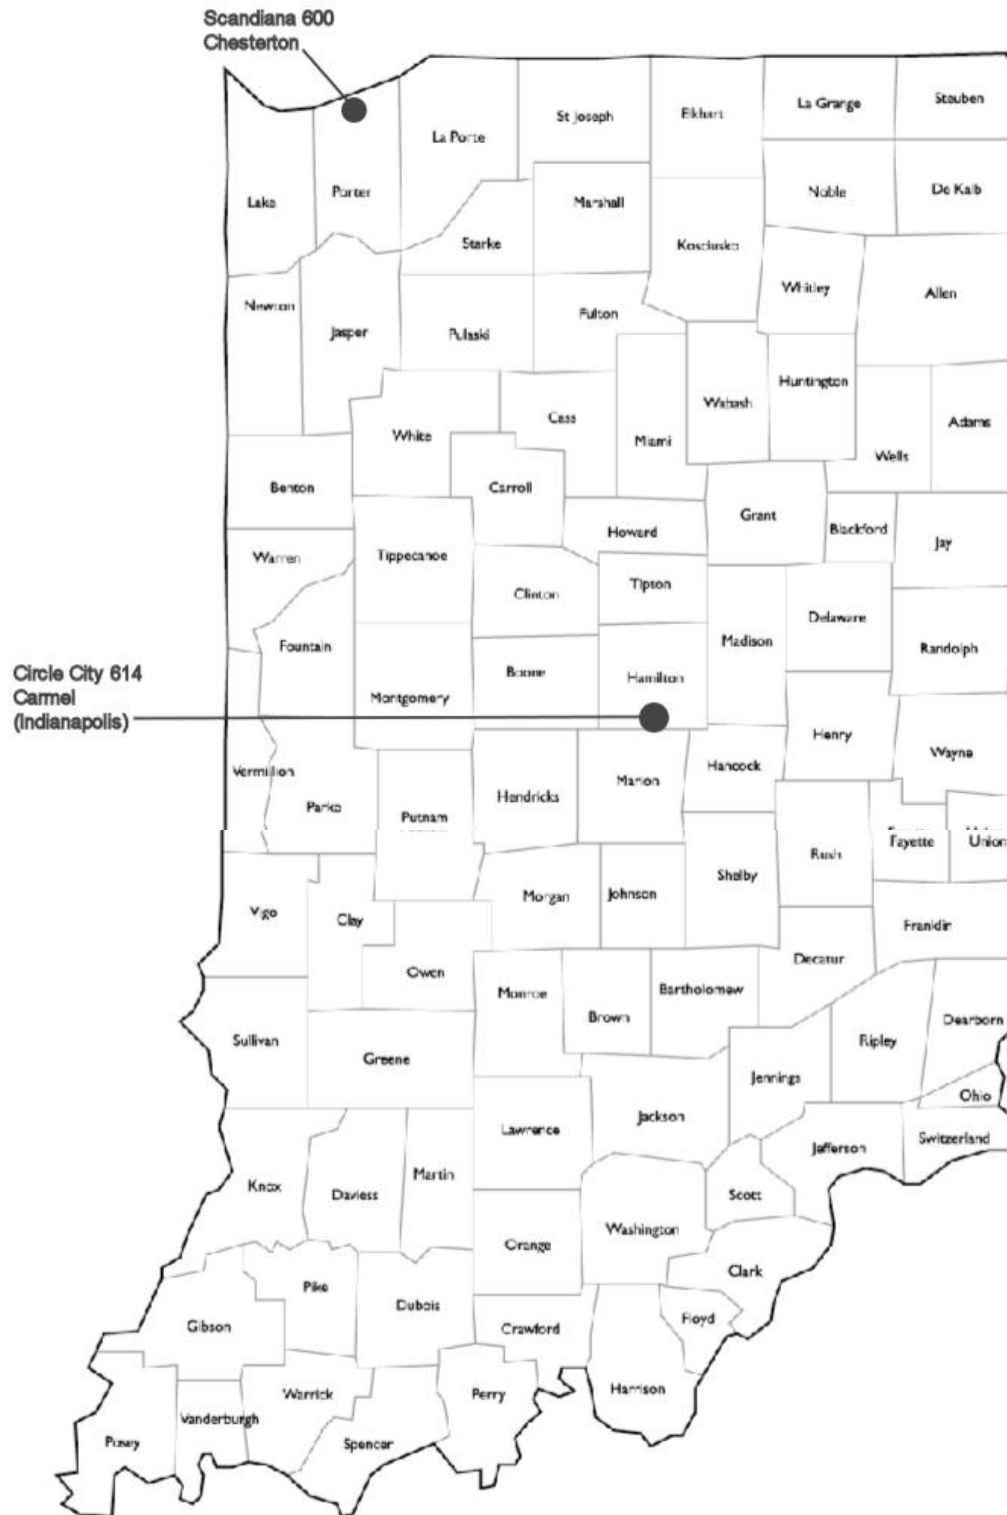 Scandiana 600
Chesterton
Steuben
La Grange
Elkhart
St Joseph
La Porte
De Kalb
Noble
Porter
Lake
Marshall
Starke
Kosciusko
Whitley
Allen
Newton
Fulton
Jasper
Pulaski
Huntington
Wabash
Cass
Adams
White
Miami
Wells
Benton
Carroll
Grant
Blackford
Howard
Jay
Warren
Tippecanoe
Tipton
Clinton
Delaware
Madison
Fountain
Randolph
Circle City 614
Boone
Hamilton
Carmel
Montgomery
(Indianapolis)
Henry
Wayne
Hancock
Vermillion
Marion
Hendricks
Parke
Putnam
Fayette
Union
Rush
Shelby
Morgan
Johnson
Vigo
Clay
Franklin
Decatur
Owen
Monroe
Bartholomew
Brown
Dearborn
Sullivan
Ripley
Greene
Jennings
Ohio
Jackson
Lawrence
Switzerland
Jefferson
Martin
Knox
Daviess
Scott
Washington
Orange
Clark
Pike
Dubois
Floyd
Gibson
Crawford
Harrison
Warrick
Perry
Vanderburgh
Posey
Spencer